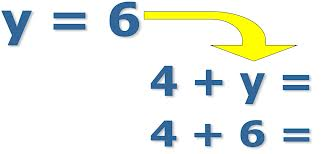 y = 6
4 + y =
4 + 6 =